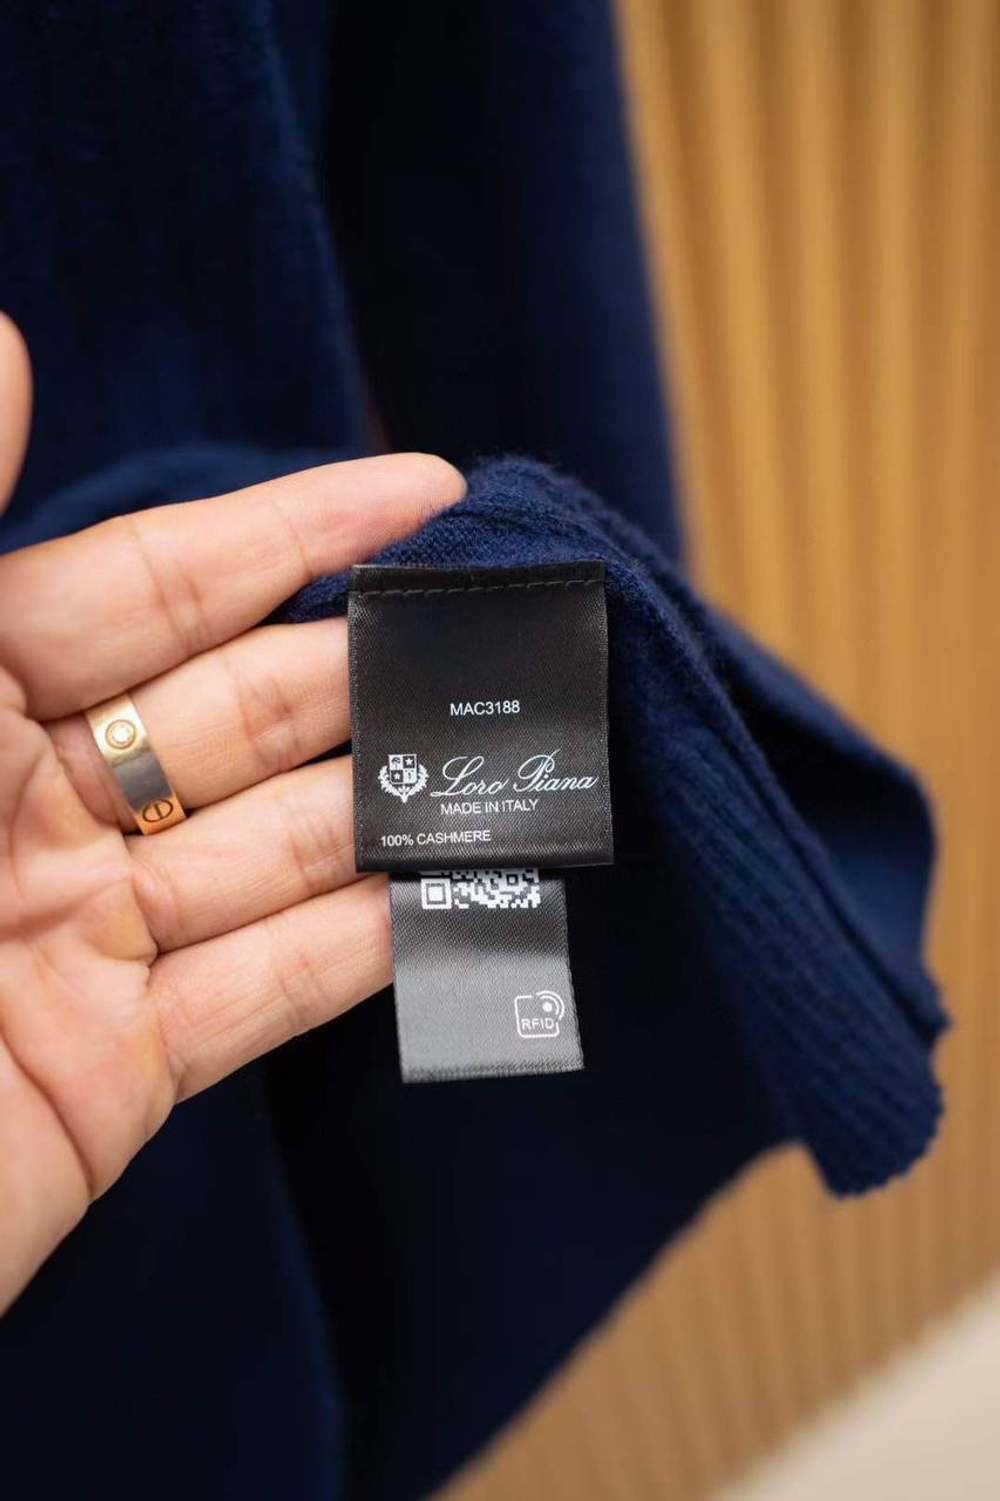 MAC3188
Loro Piana
MADE IN ITALY
100% CASHMERE
RFID